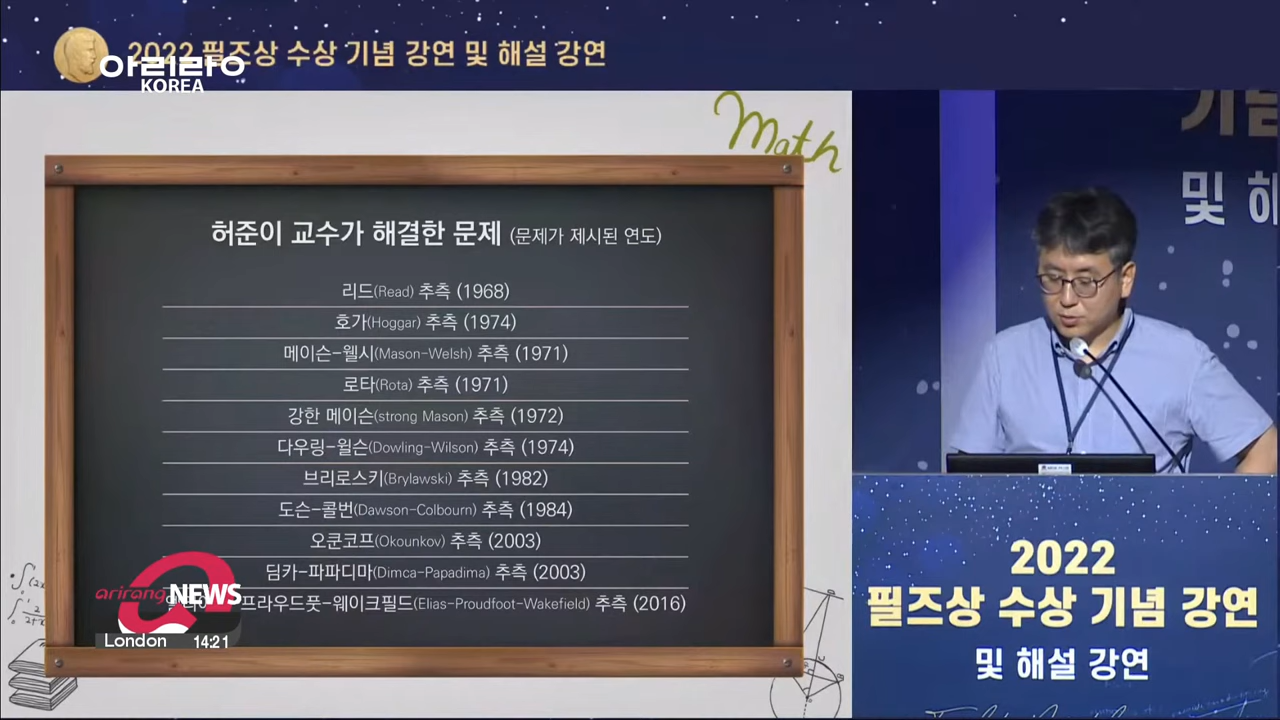 2022 필즈상 수상 기념 강연 및 해설 강연
아리랑
KOREA
Math
허준이 교수가 해결한 문제 (문제가 제시된 연도)
리드(Read) 추측 (1968)
호가(Hoggar) 추측 (1974)
메이슨-웰시(Mason-Welsh) 추측 (1971)
로타(Rota) 추측 (1971)
강한 메이슨(strong Mason) 추측 (1972)
다우링-윌슨(Dowling-Wilson) 추측 (1974)
브리로스키(Brylawski) 추측 (1982)
도슨-콜번(Dawson-Colbourn) 추측 (1984)
오쿤코프(Okounkov) 추측 (2003)
딤카-파파디마(Dimca-Papadima) 추측 (2003)
프라우드풋-웨이크필드(Elias-Proudfoot-Wakefield) 추측 (2016)
arirang NEWS
London 14:21
및 해
2022
필즈상 수상 기념 강연
및 해설 강연